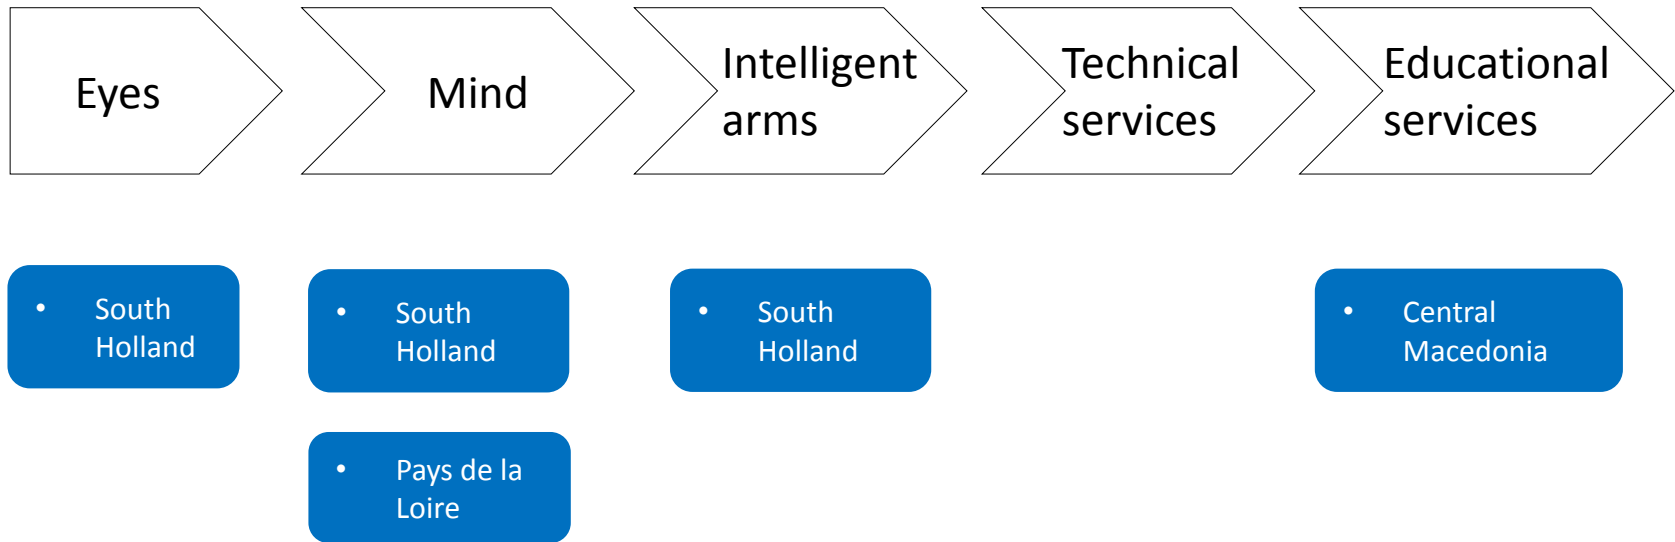 Eyes
Mind
Intelligent
arms
Technical
services
Educational
services
• South
Holland
• South
Holland
• South
Holland
• Central
Macedonia
• Pays de la
Loire